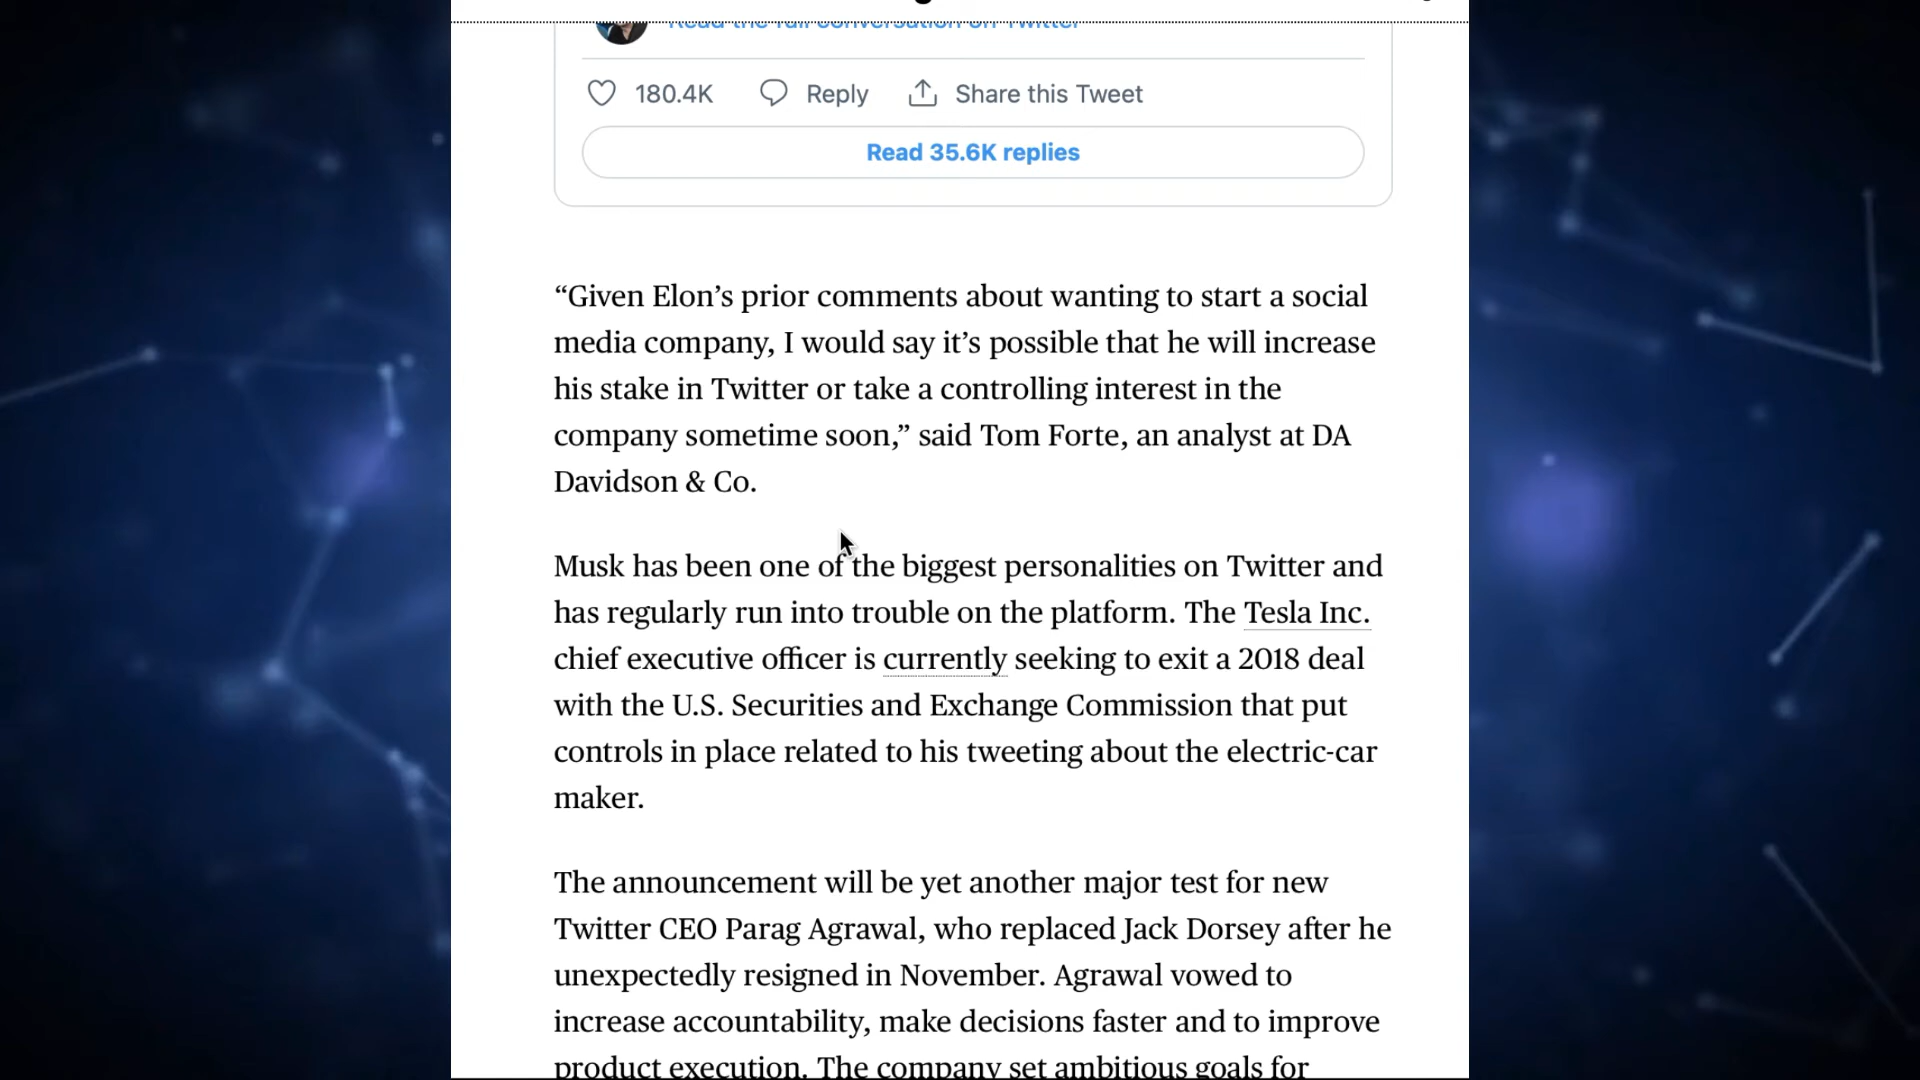 Read the full conversation on Twitter
180.4K Reply Share this Tweet
Read 35.6K replies
“Given Elon’s prior comments about wanting to start a social
media company, I would say it’s possible that he will increase
his stake in Twitter or take a controlling interest in the
company sometime soon,” said Tom Forte, an analyst at DA
Davidson & Co.
Musk has been one of the biggest personalities on Twitter and
has regularly run into trouble on the platform. The Tesla Inc.
chief executive officer is currently seeking to exit a 2018 deal
with the U.S. Securities and Exchange Commission that put
controls in place related to his tweeting about the electric-car
maker.
The announcement will be yet another major test for new
Twitter CEO Parag Agrawal, who replaced Jack Dorsey after he
unexpectedly resigned in November. Agrawal vowed to
increase accountability, make decisions faster and to improve
product execution. The company set ambitious goals for